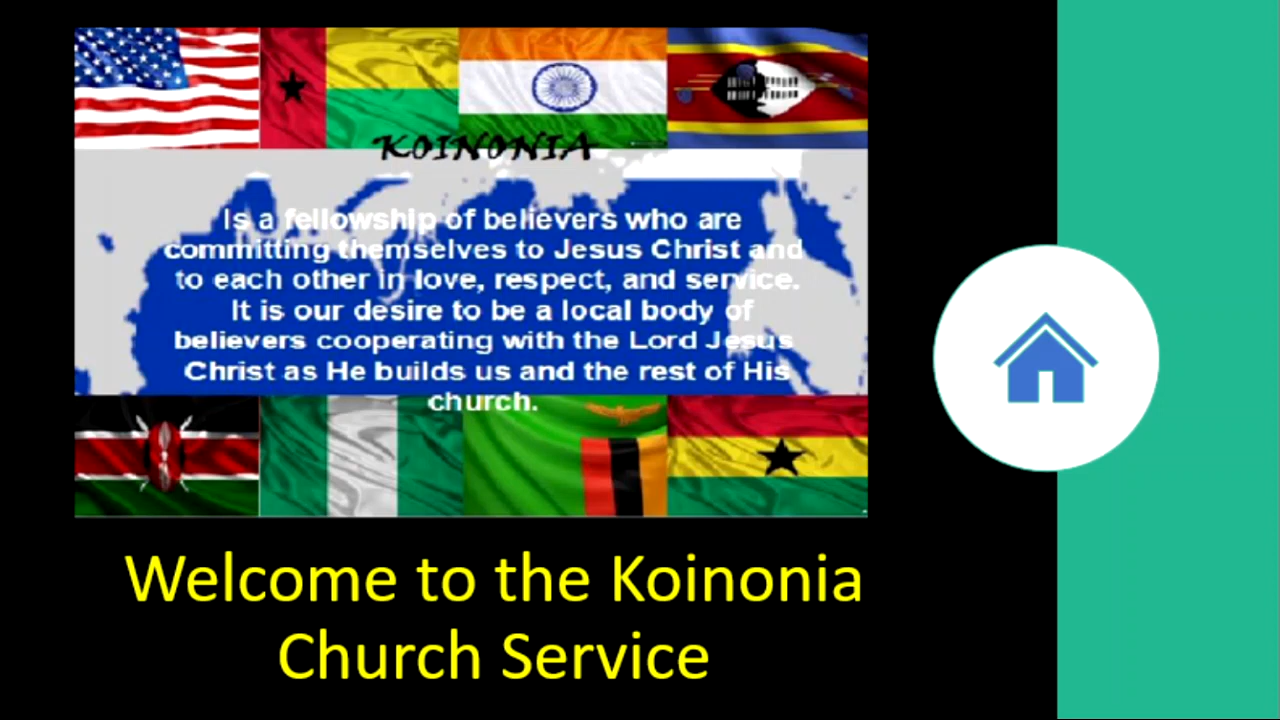 KOINONIA
Is a fellowship of believers who are
committing themselves to Jesus Christ and
to each other in love, respect, and service.
It is our desire to be a local body of
believers cooperating with the Lord Jesus
Christ as He builds us and the rest of His
church.
Welcome to the Koinonia
Church Service